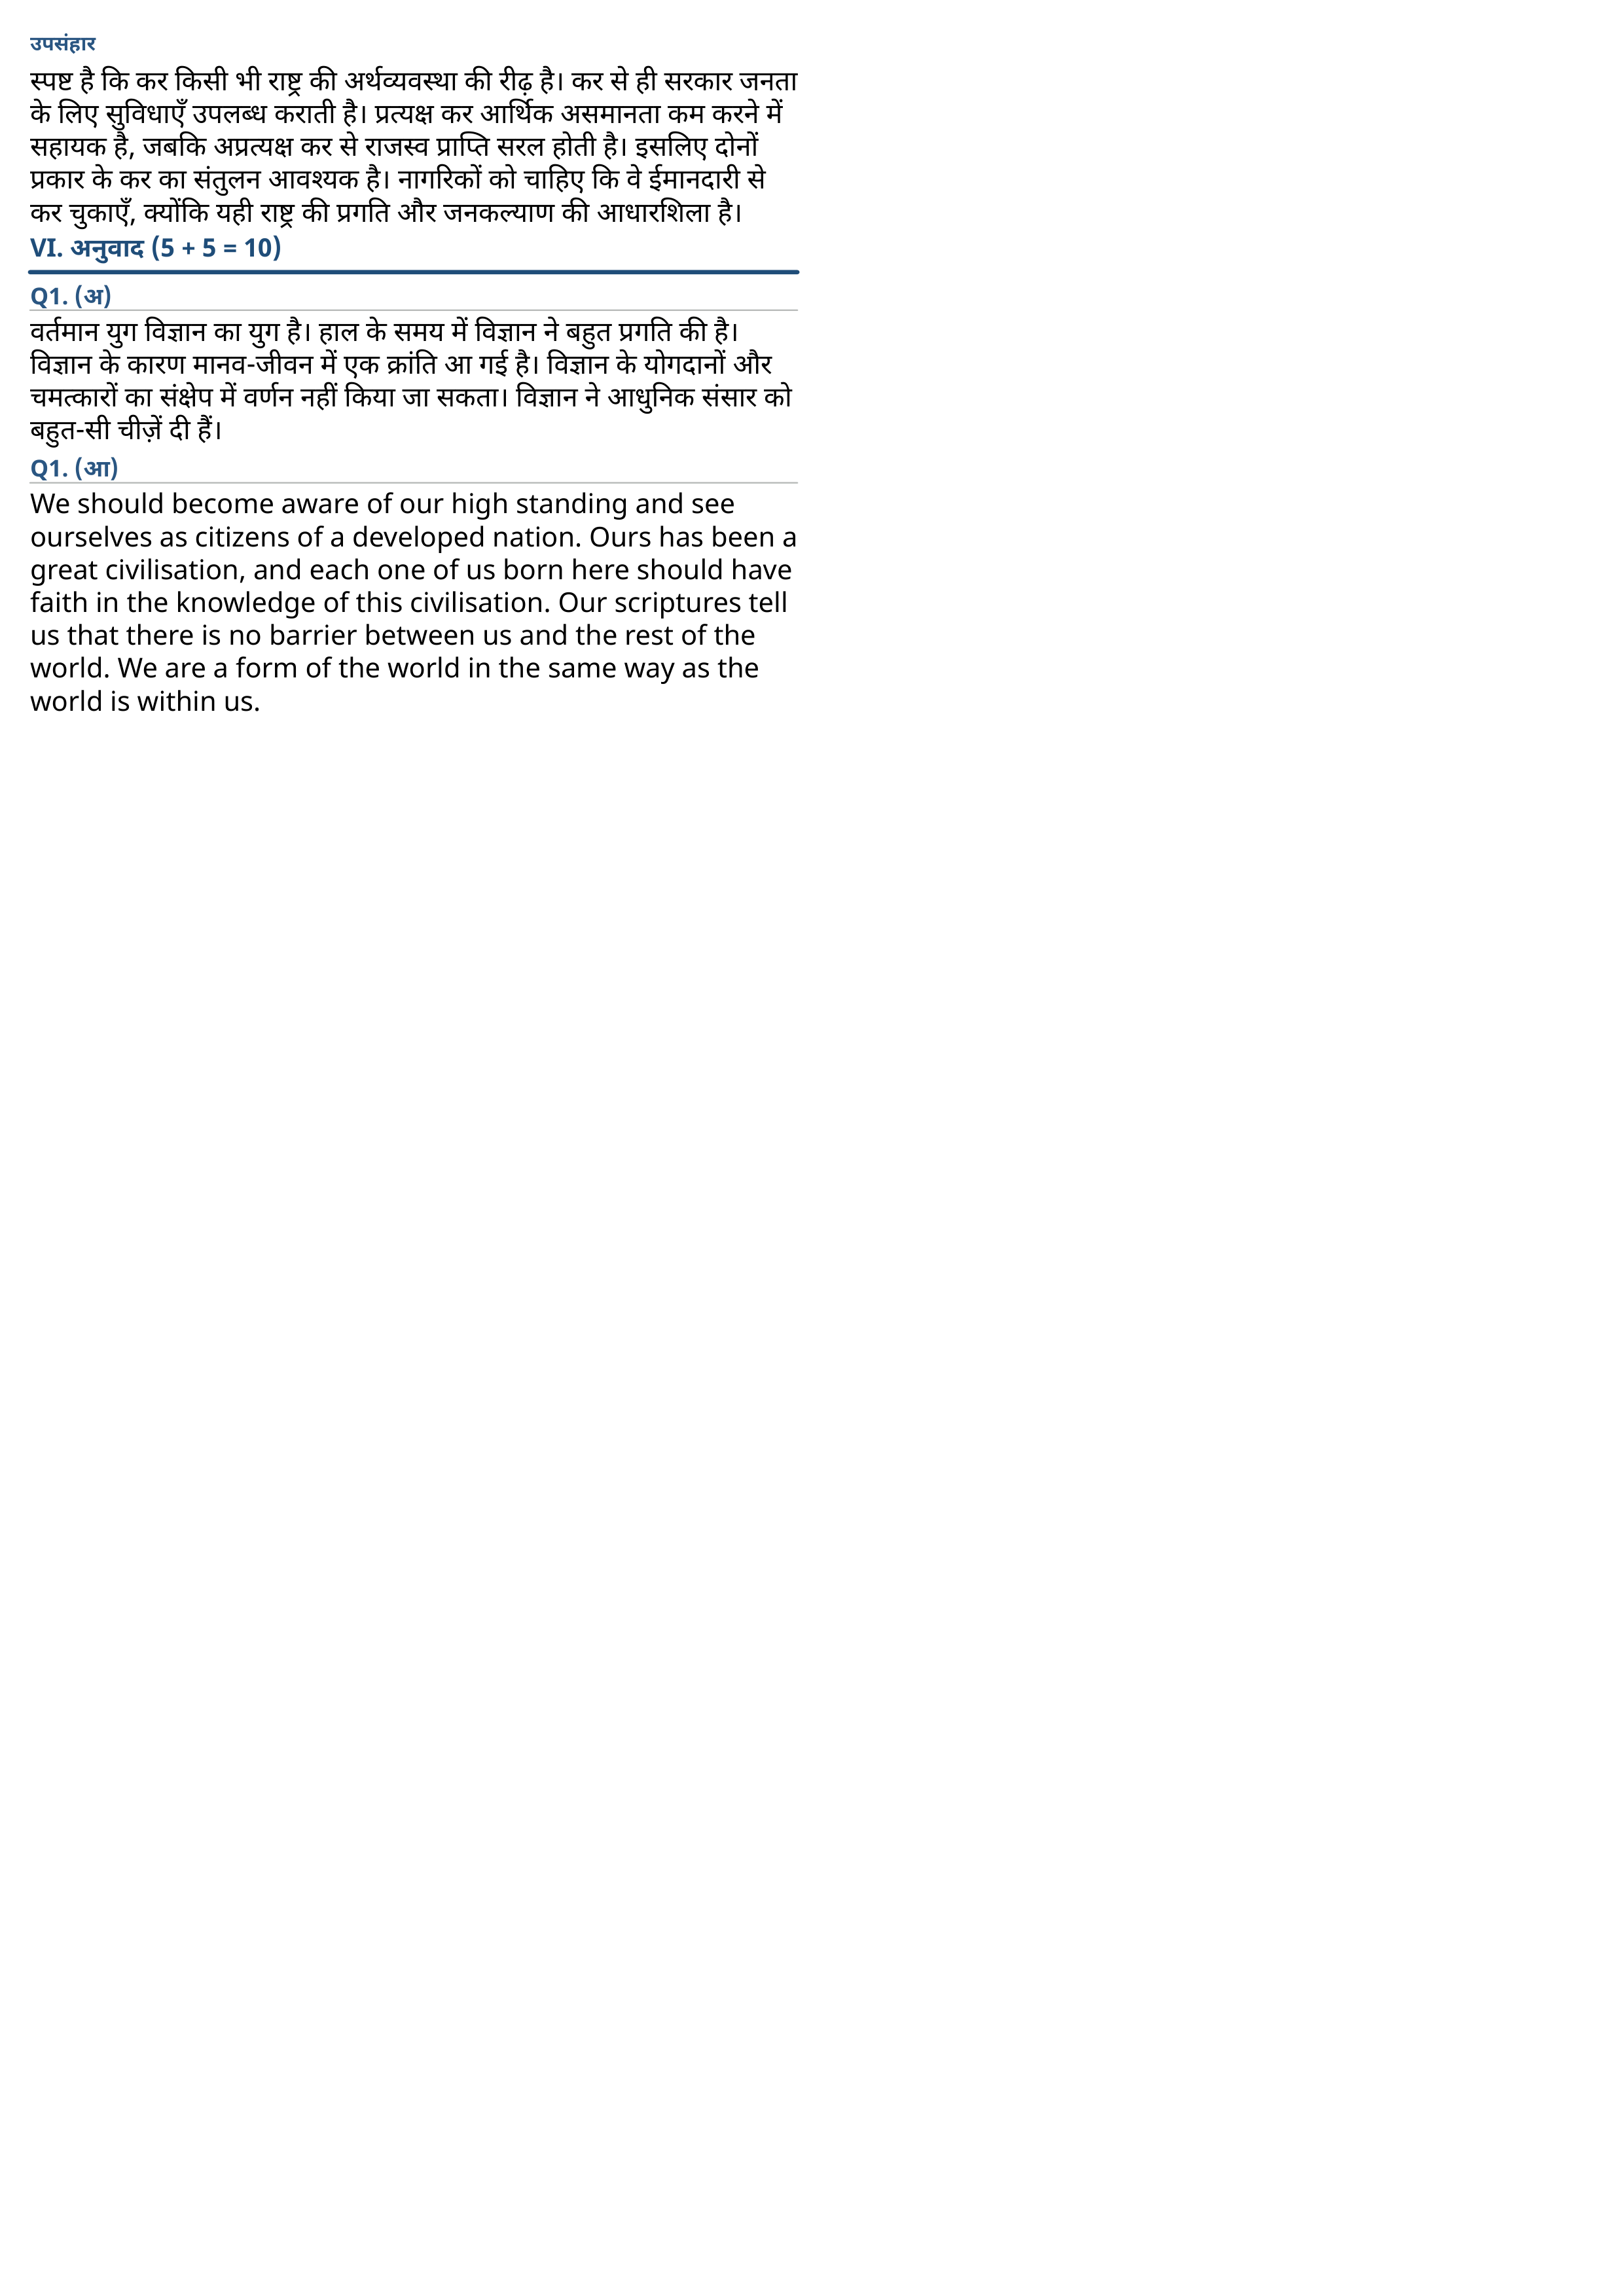 उपसंहार
स्पष्ट है कि कर किसी भी राष्ट्र की अर्थव्यवस्था की रीढ़ है। कर से ही सरकार जनता
के लिए सुविधाएँ उपलब्ध कराती है। प्रत्यक्ष कर आर्थिक असमानता कम करने में
सहायक है, जबकि अप्रत्यक्ष कर से राजस्व प्राप्ति सरल होती है। इसलिए दोनों
प्रकार के कर का संतुलन आवश्यक है। नागरिकों को चाहिए कि वे ईमानदारी से
कर चुकाएँ, क्योंकि यही राष्ट्र की प्रगति और जनकल्याण की आधारशिला है।
VI. अनुवाद (5 + 5 = 10)
Q1. (अ)
वर्तमान युग विज्ञान का युग है। हाल के समय में विज्ञान ने बहुत प्रगति की है।
विज्ञान के कारण मानव-जीवन में एक क्रांति आ गई है। विज्ञान के योगदानों और
चमत्कारों का संक्षेप में वर्णन नहीं किया जा सकता। विज्ञान ने आधुनिक संसार को
बहुत-सी चीज़ें दी हैं।
Q1. (आ)
We should become aware of our high standing and see
ourselves as citizens of a developed nation. Ours has been a
great civilisation, and each one of us born here should have
faith in the knowledge of this civilisation. Our scriptures tell
us that there is no barrier between us and the rest of the
world. We are a form of the world in the same way as the
world is within us.